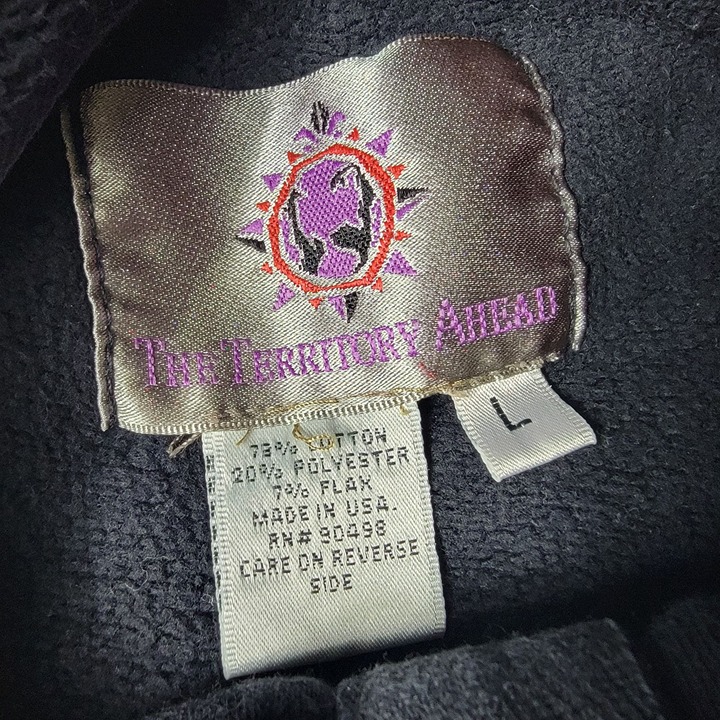 THE TERRITORY AHEAD
L
73% COTTON
20% POLYESTER
7% FLAX
MADE IN USA.
RN# 90498
CARE ON REVERSE
SIDE